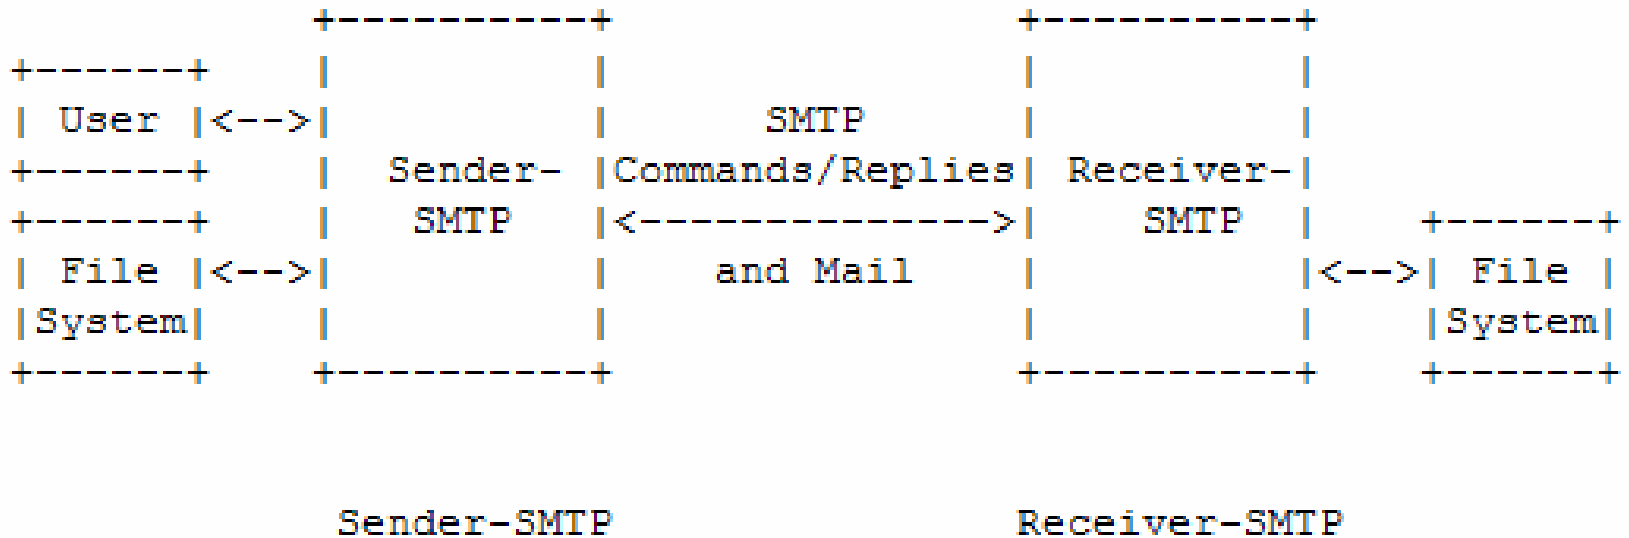 +----------+                +----------+
+------+    |          |                |          |
| User |<-->|          |      SMTP      |          |
+------+    |  Sender- |Commands/Replies| Receiver-|
+------+    |   SMTP   |<-------------->|    SMTP  |    +------+
| File |<-->|          |    and Mail    |          |<-->| File |
|System|    |          |                |          |    |System|
+------+    +----------+                +----------+    +------+
             Sender-SMTP                Receiver-SMTP